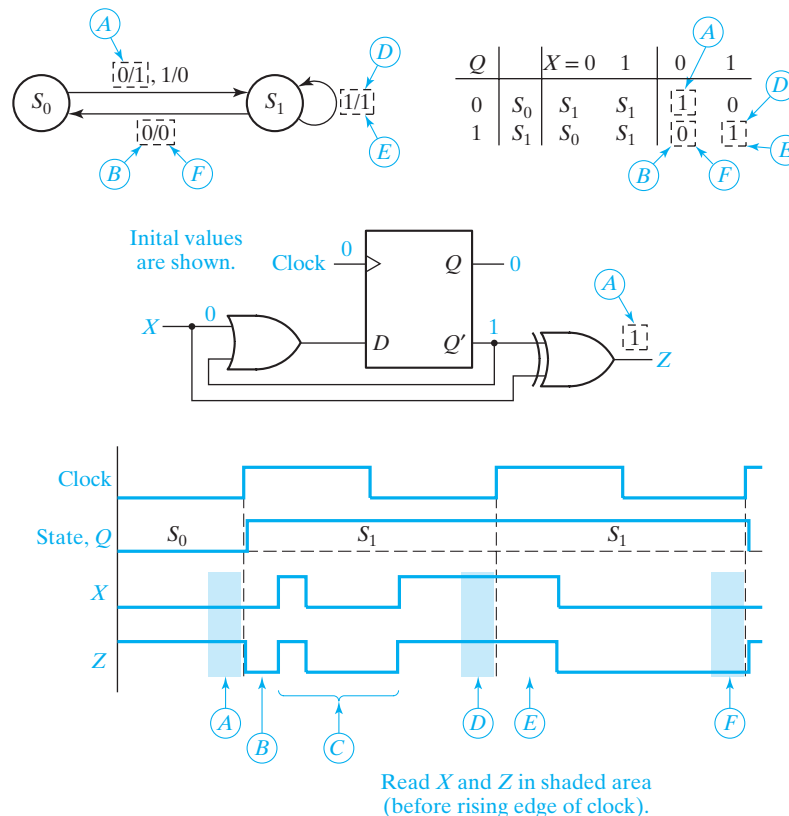 A
D
0/1, 1/0
S0
S1
1/1
0/0
B
F
E
A
Q X = 0 1 0 1
D
0 S0 S1 S1 1 0
1 S1 S0 S1 0 1
E
B
F
Inital values
are shown.
0
Clock
Q
0
A
X
0
D
Q'
1
1
Z
Clock
State, Q
S0
S1
S1
X
Z
A
B
C
D
E
F
Read X and Z in shaded area
(before rising edge of clock).